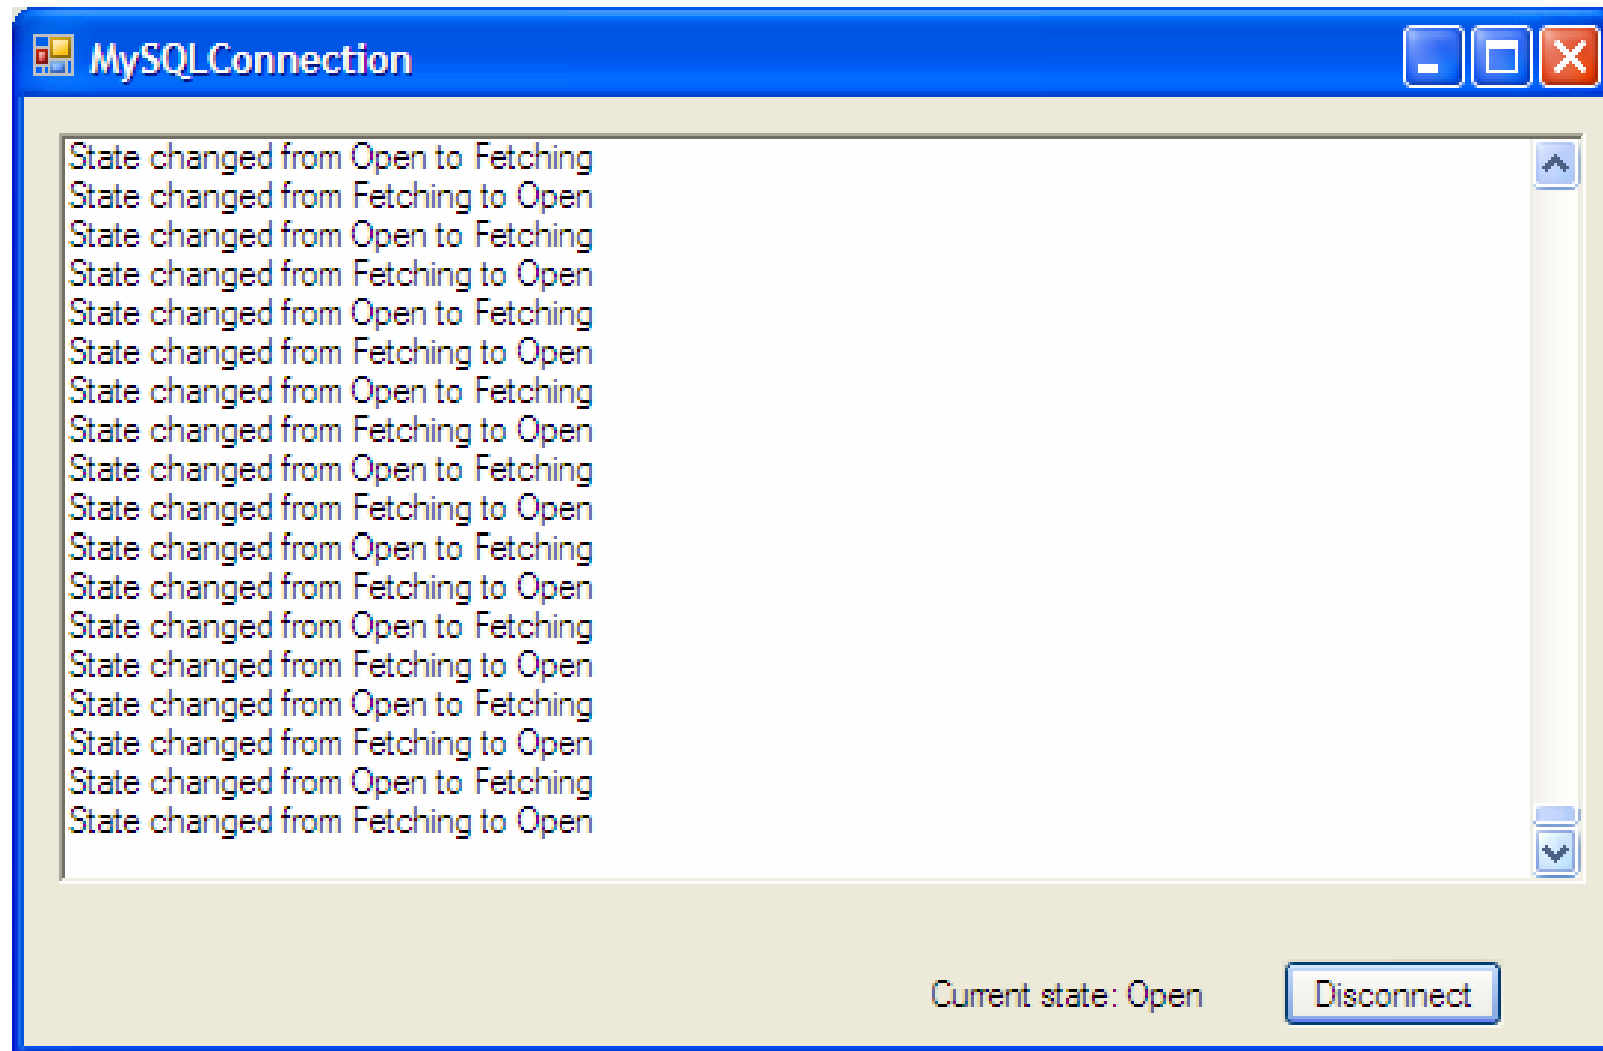 MySQLConnection
State changed from Open to Fetching
State changed from Fetching to Open
State changed from Open to Fetching
State changed from Fetching to Open
State changed from Open to Fetching
State changed from Fetching to Open
State changed from Open to Fetching
State changed from Fetching to Open
State changed from Open to Fetching
State changed from Fetching to Open
State changed from Open to Fetching
State changed from Fetching to Open
State changed from Open to Fetching
State changed from Fetching to Open
State changed from Open to Fetching
State changed from Fetching to Open
State changed from Open to Fetching
State changed from Fetching to Open
Current state: Open Disconnect